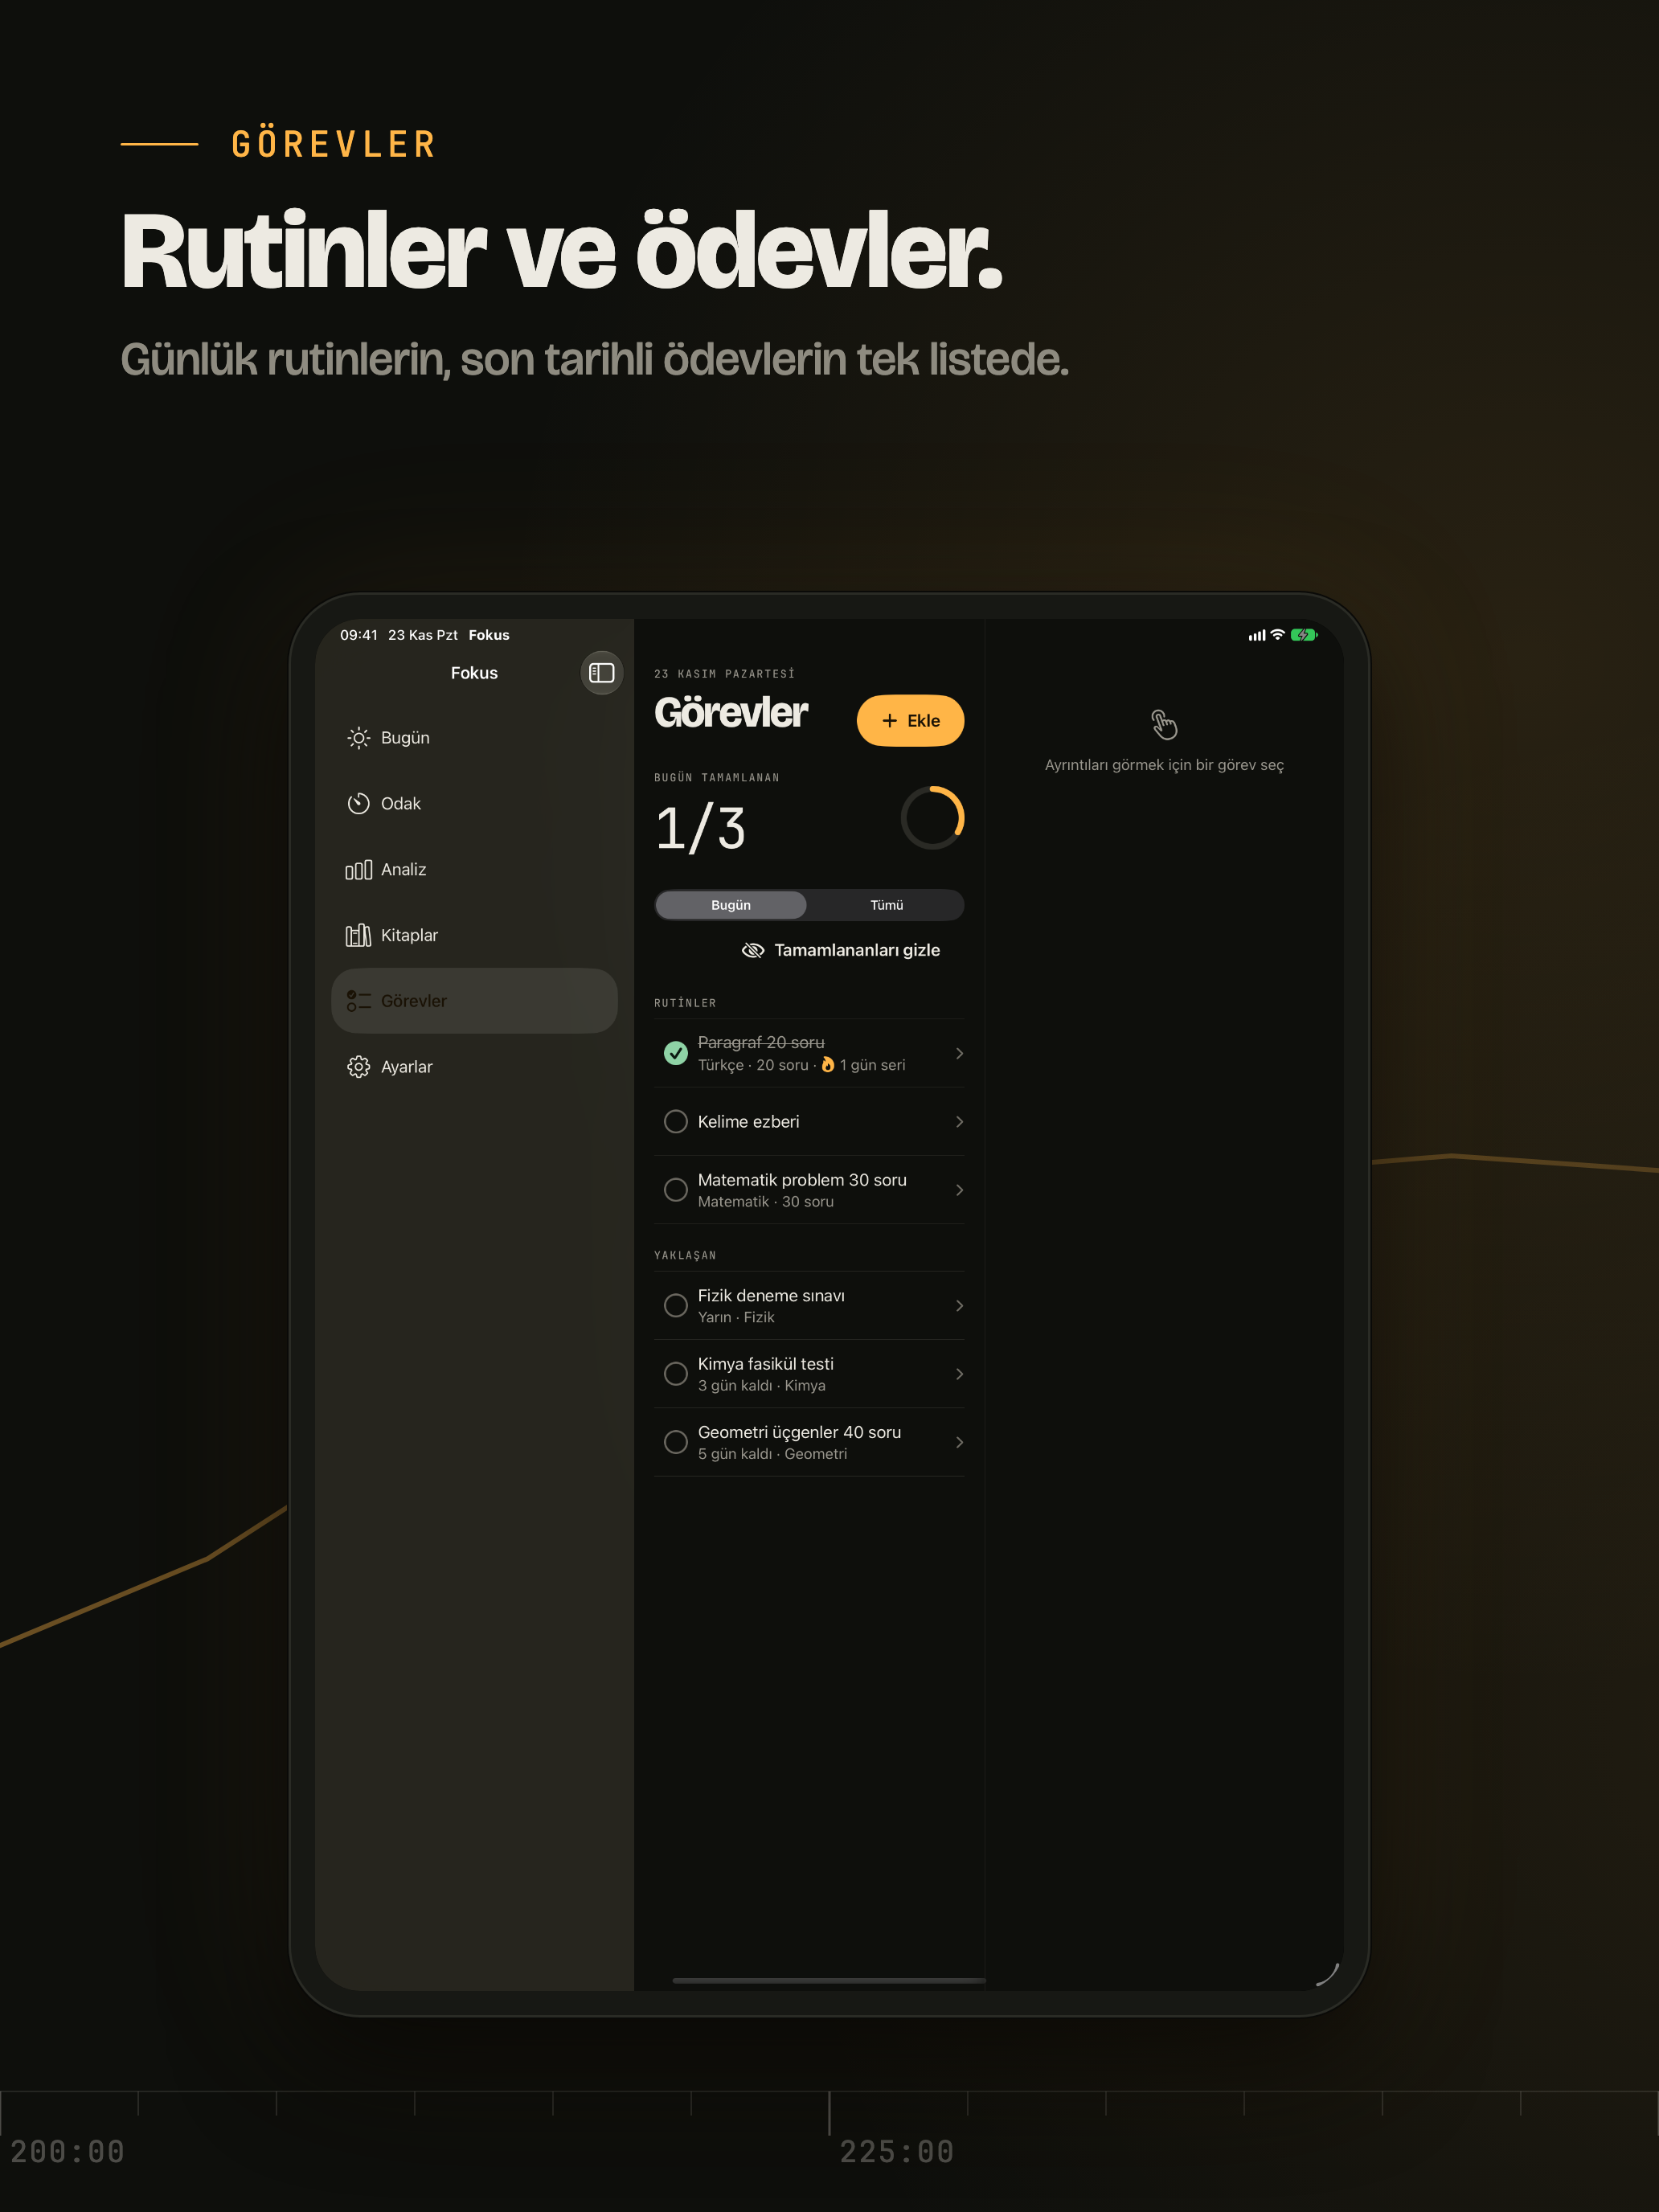 GÖREVLER
Rutinler ve ödevler.
Günlük rutinlerin, son tarihli ödevlerin tek listede.
09:41 23 Kas Pzt Fokus
Fokus
Bugün
Odak
Analiz
Kitaplar
Görevler
Ayarlar
23 KASIM PAZARTESİ
Görevler
+ Ekle
BUGÜN TAMAMLANAN
1/3
Bugün Tümü
Tamamlananları gizle
RUTİNLER
Paragraf 20 soru
Türkçe · 20 soru · 🔥 1 gün seri
Kelime ezberi
Matematik problem 30 soru
Matematik · 30 soru
YAKLAŞAN
Fizik deneme sınavı
Yarın · Fizik
Kimya fasikül testi
3 gün kaldı · Kimya
Geometri üçgenler 40 soru
5 gün kaldı · Geometri
Ayrıntıları görmek için bir görev seç
200:00
225:00